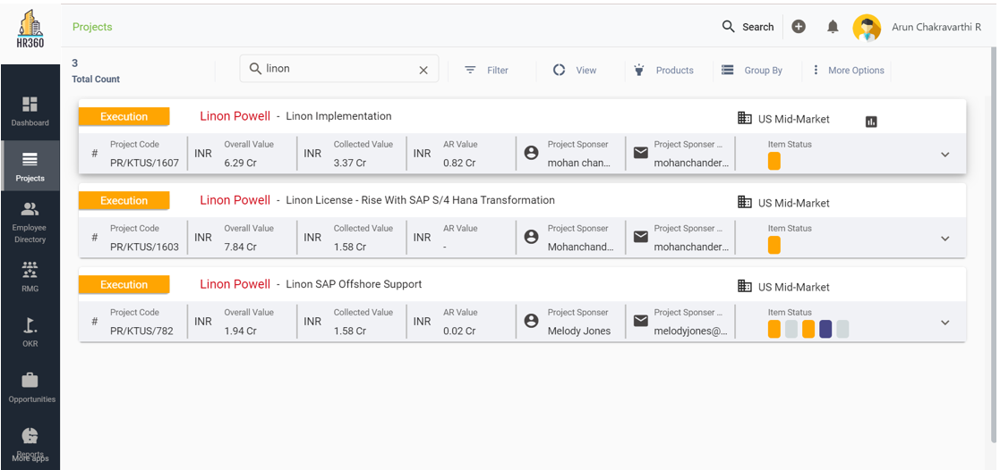 HR360
Projects
Search
Arun Chakravarthi R
3
Total Count
linon
Filter
View
Products
Group By
More Options
Dashboard
Projects
Employee
Directory
RMG
OKR
Opportunities
Reports
More apps
Execution
Linon Powell - Linon Implementation
US Mid-Market
#
Project Code
PR/KTUS/1607
INR
Overall Value
6.29 Cr
INR
Collected Value
3.37 Cr
INR
AR Value
0.82 Cr
Project Sponser
mohan chan...
Project Sponser ...
mohanchander...
Item Status
Execution
Linon Powell - Linon License - Rise With SAP S/4 Hana Transformation
US Mid-Market
#
Project Code
PR/KTUS/1603
INR
Overall Value
7.84 Cr
INR
Collected Value
1.58 Cr
INR
AR Value
-
Project Sponser
Mohanchand...
Project Sponser ...
mohanchander...
Item Status
Execution
Linon Powell - Linon SAP Offshore Support
US Mid-Market
#
Project Code
PR/KTUS/782
INR
Overall Value
1.94 Cr
INR
Collected Value
1.58 Cr
INR
AR Value
0.02 Cr
Project Sponser
Melody Jones
Project Sponser ...
melodyjones@...
Item Status